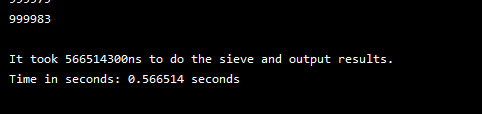 999983
It took 566514300ns to do the sieve and output results.
Time in seconds: 0.566514 seconds